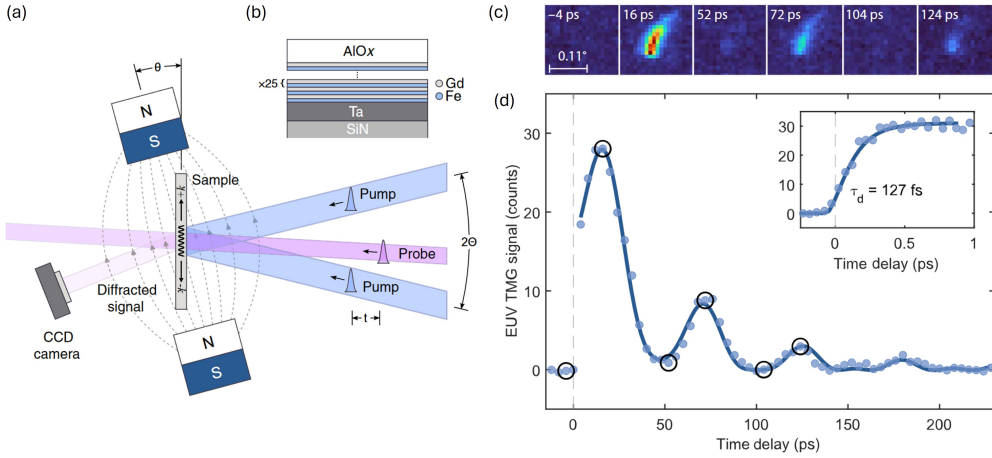 (a)
θ
N
S
Sample
+k
-k
Pump
Probe
Pump
2Θ
t
Diffracted
signal
CCD
camera
N
S
(b)
AlOx
⋮
×25 {
Gd
Fe
Ta
SiN
(c)
−4 ps
16 ps
52 ps
72 ps
104 ps
124 ps
0.11°
(d)
EUV TMG signal (counts)
30
20
10
0
0
50
100
150
200
Time delay (ps)
30
20
10
0
τd = 127 fs
0
0.5
1
Time delay (ps)